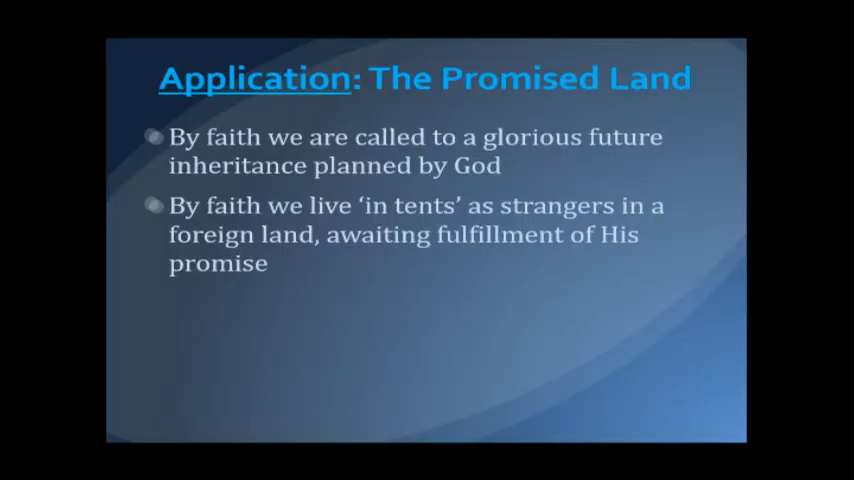 Application: The Promised Land
By faith we are called to a glorious future
inheritance planned by God
By faith we live ‘in tents’ as strangers in a
foreign land, awaiting fulfillment of His
promise